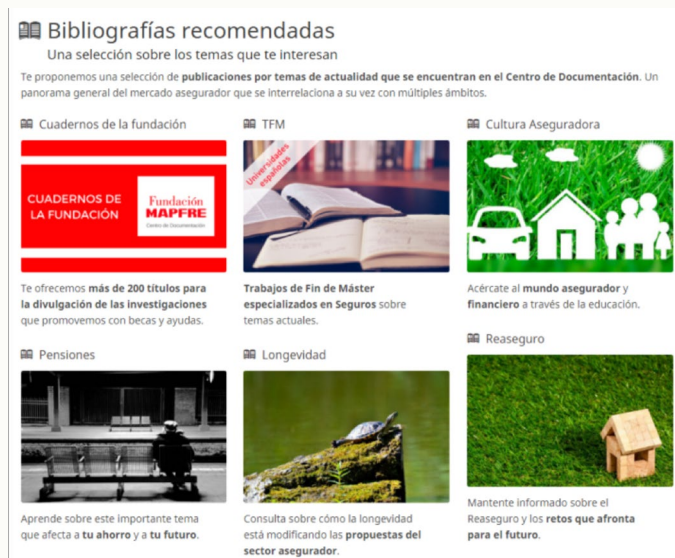 Bibliografías recomendadas
Una selección sobre los temas que te interesan
Te proponemos una selección de publicaciones por temas de actualidad que se encuentran en el Centro de Documentación. Un
panorama general del mercado asegurador que se interrelaciona a su vez con múltiples ámbitos.
Cuadernos de la fundación
CUADERNOS DE
LA FUNDACIÓN
Fundación
MAPFRE
Centro de Documentación
Te ofrecemos más de 200 títulos para
la divulgación de las investigaciones
que promovemos con becas y ayudas.
TFM
Universidades
españolas
Trabajos de Fin de Máster
especializados en Seguros sobre
temas actuales.
Cultura Aseguradora
Acércate al mundo asegurador y
financiero a través de la educación.
Pensiones
Aprende sobre este importante tema
que afecta a tu ahorro y a tu futuro.
Longevidad
Consulta sobre cómo la longevidad
está modificando las propuestas del
sector asegurador.
Reaseguro
Mantente informado sobre el
Reaseguro y los retos que afronta
para el futuro.